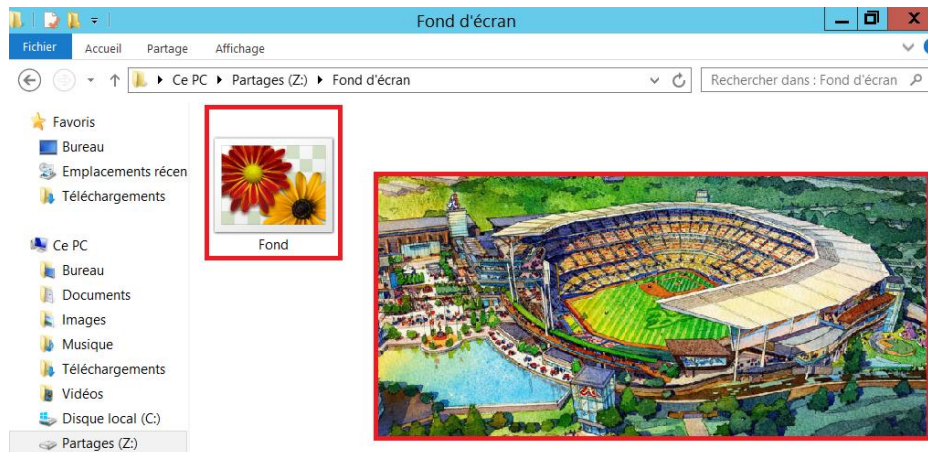 Fond d'écran
Fichier Accueil Partage Affichage
Ce PC Partages (Z:) Fond d'écran
Rechercher dans : Fond d'écran
Favoris
Bureau
Emplacements récen
Téléchargements
Fond
Ce PC
Bureau
Documents
Images
Musique
Téléchargements
Vidéos
Disque local (C:)
Partages (Z:)